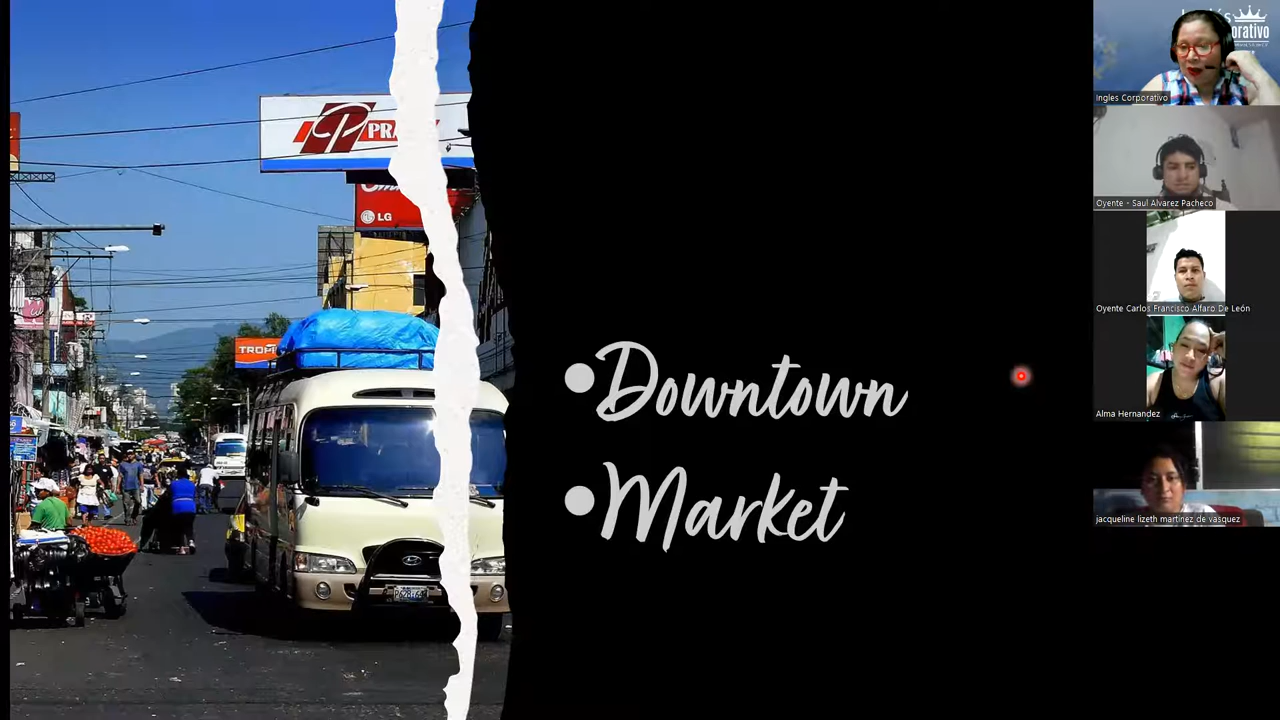 LG
•Downtown
•Market
orativo
Ingles Corporativo
Oyente - Saul Alvarez Pacheco
Oyente Carlos Francisco Alfaro De León
Alma Hernandez
jacqueline lizeth martinez de vasquez